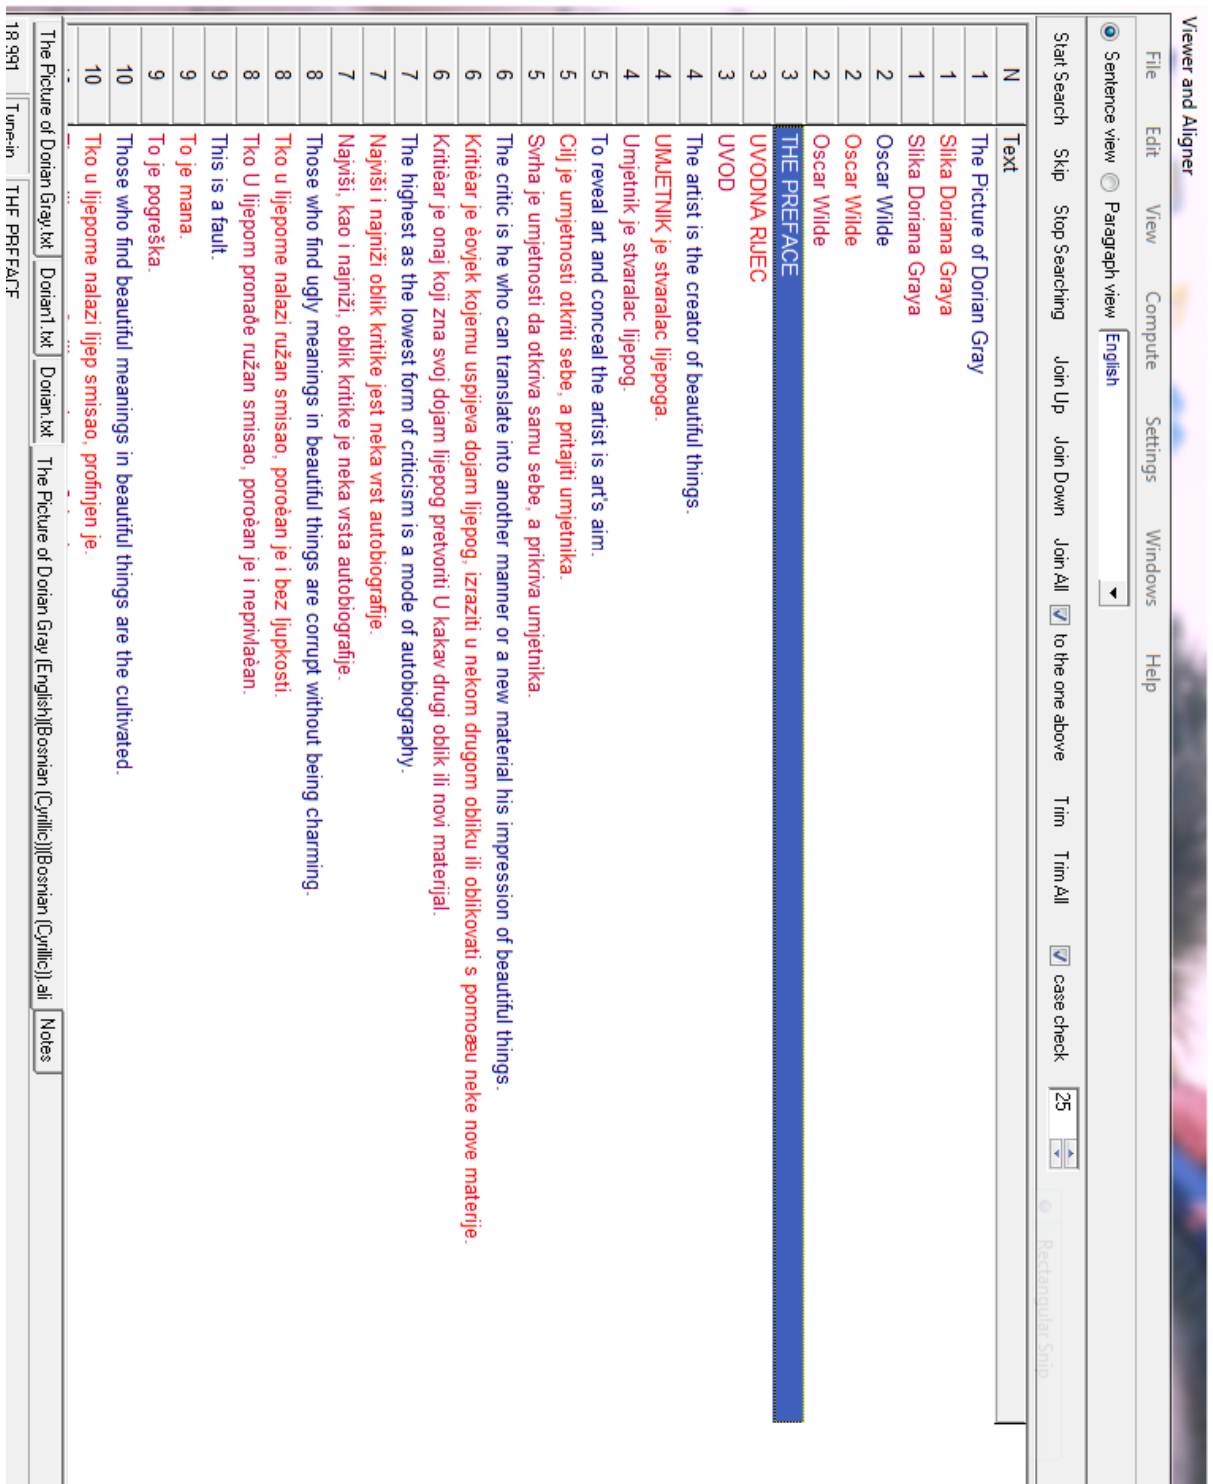 Viewer and Aligner
File Edit View Compute Settings Windows Help
Sentence view Paragraph view English
Start Search Skip Stop Searching Join Up Join Down Join All to the one above Trim Trim All case check 25
Rectangular Snip
N Text
1 The Picture of Dorian Gray
1 Slika Doriana Graya
1 Slika Doriana Graya
2 Oscar Wilde
2 Oscar Wilde
2 Oscar Wilde
3 THE PREFACE
3 UVODNA RIJEC
3 UVOD
4 The artist is the creator of beautiful things.
4 UMJETNIK je stvaralac lijepoga.
4 Umjetnik je stvaralac lijepog.
5 To reveal art and conceal the artist is art's aim.
5 Cilj je umjetnosti otkriti sebe, a pritajiti umjetnika.
5 Svrha je umjetnosti da otkriva samu sebe, a prikriva umjetnika.
6 The critic is he who can translate into another manner or a new material his impression of beautiful things.
6 Kritièar je èovjek kojemu uspijeva dojam lijepog, izraziti u nekom drugom obliku ili oblikovati s pomoæu neke nove materije.
6 Kritièar je onaj koji zna svoj dojam lijepog pretvoriti U kakav drugi oblik ili novi materijal.
7 The highest as the lowest form of criticism is a mode of autobiography.
7 Najviši i najniži oblik kritike jest neka vrst autobiografije.
7 Najviši, kao i najniži, oblik kritike je neka vrsta autobiografije.
8 Those who find ugly meanings in beautiful things are corrupt without being charming.
8 Tko u lijepome nalazi ružan smisao, poroèan je i bez ljupkosti.
8 Tko U lijepom pronaðe ružan smisao, poroèan je i neprivlaèan.
9 This is a fault.
9 To je mana.
9 To je pogreška.
10 Those who find beautiful meanings in beautiful things are the cultivated.
10 Tko u lijepome nalazi lijep smisao, profinjen je.
The Picture of Dorian Gray.txt Dorian1.txt Dorian.txt The Picture of Dorian Gray (English)(Bosnian (Cyrillic))(Bosnian (Cyrillic)).ali Notes
18.991 Tune-in THE PREFACE